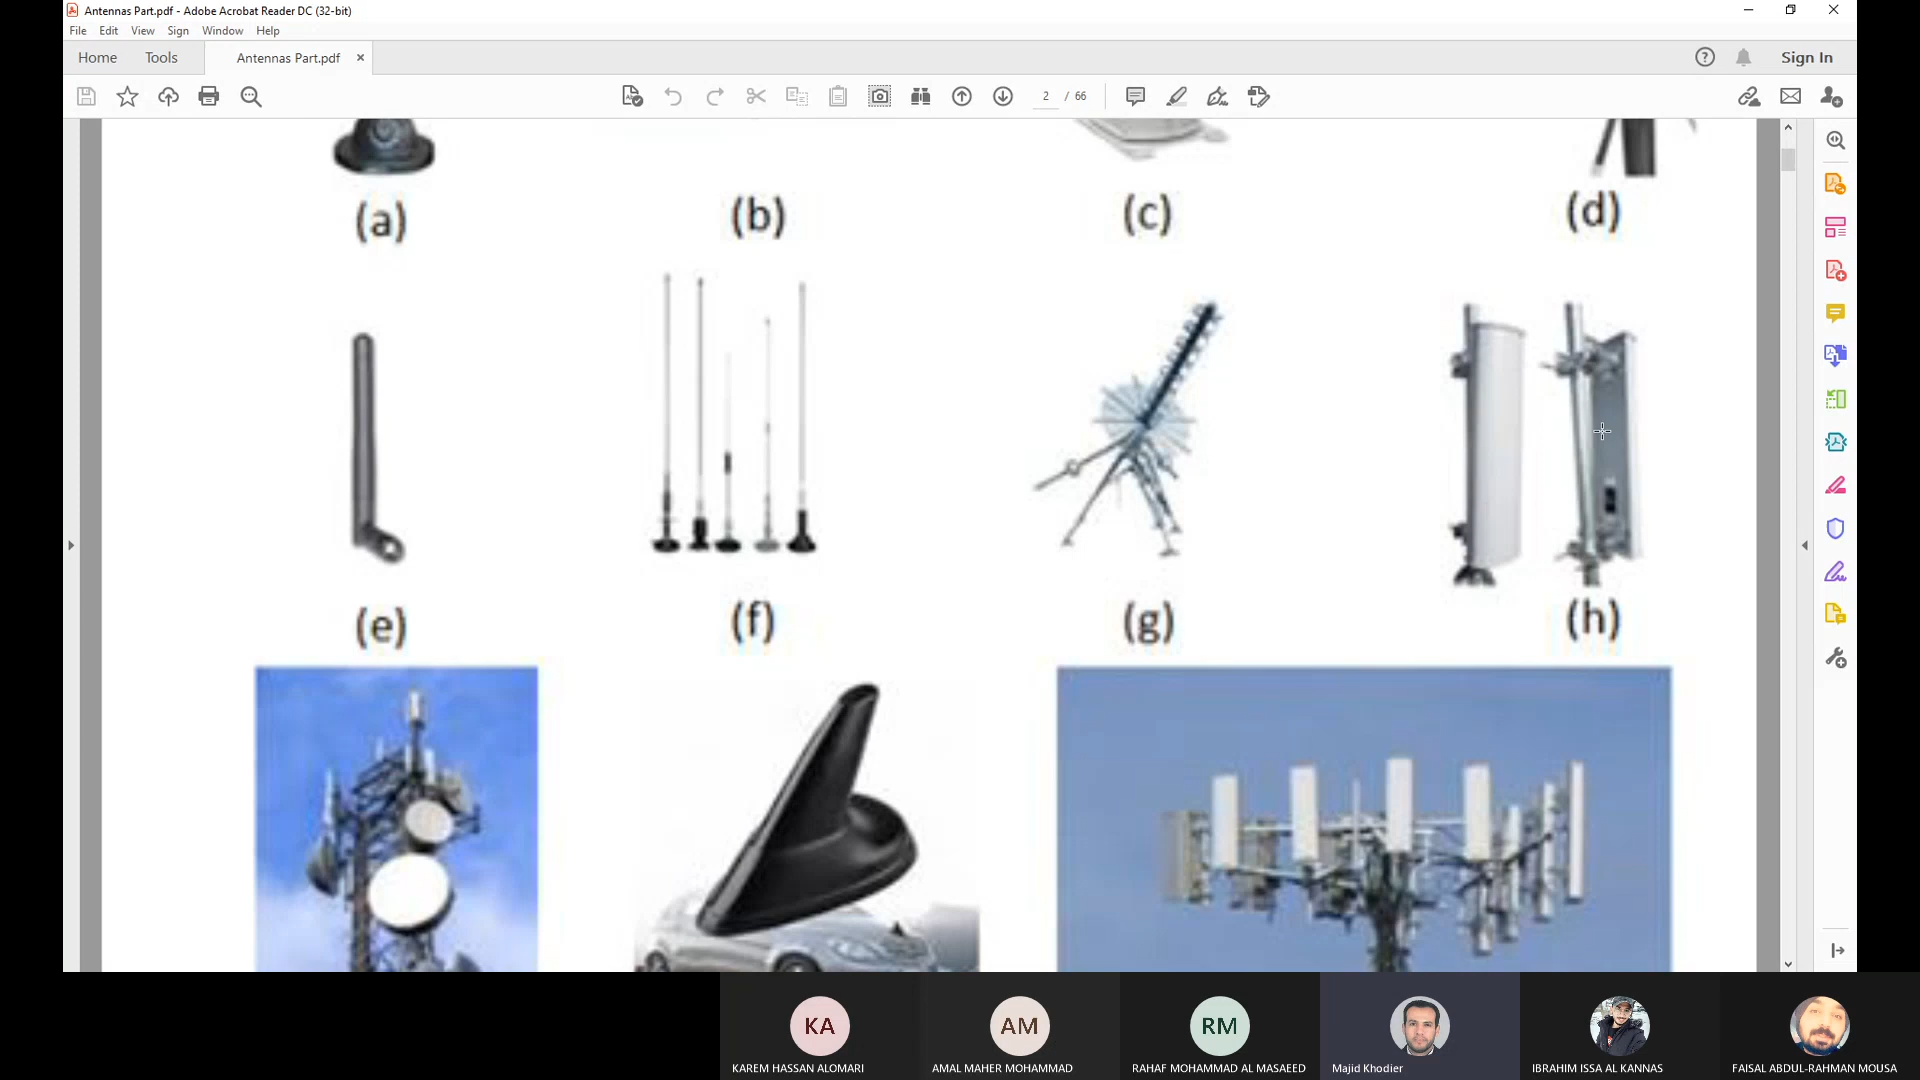 Antennas Part.pdf - Adobe Acrobat Reader DC (32-bit)
File Edit View Sign Window Help
Home Tools Antennas Part.pdf Sign In
2 / 66
(a) (b) (c) (d)
(e) (f) (g) (h)
KA AM RM
KAREM HASSAN ALOMARI AMAL MAHER MOHAMMAD RAHAF MOHAMMAD AL MASAEED Majid Khodier IBRAHIM ISSA AL KANNAS FAISAL ABDUL-RAHMAN MOUSA